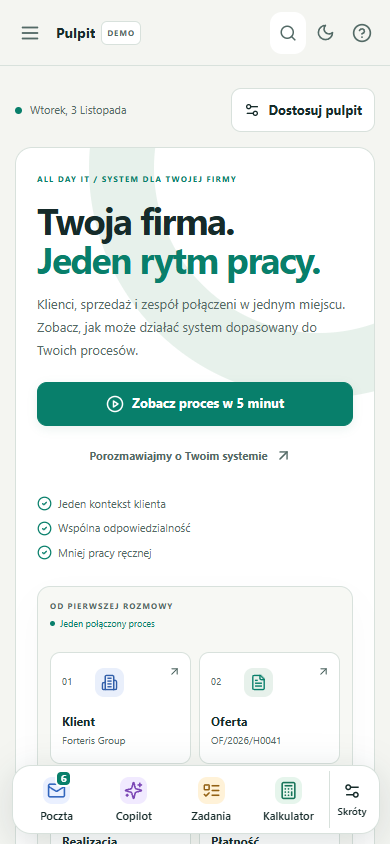 Pulpit DEMO
Wtorek, 3 Listopada
Dostosuj pulpit
ALL DAY IT / SYSTEM DLA TWOJEJ FIRMY
Twoja firma.
Jeden rytm pracy.
Klienci, sprzedaż i zespół połączeni w jednym miejscu.
Zobacz, jak może działać system dopasowany do
Twoich procesów.
Zobacz proces w 5 minut
Porozmawiajmy o Twoim systemie
Jeden kontekst klienta
Wspólna odpowiedzialność
Mniej pracy ręcznej
OD PIERWSZEJ ROZMOWY
Jeden połączony proces
01
Klient
Forteris Group
02
Oferta
OF/2026/H0041
6
Poczta
Copilot
Zadania
Kalkulator
Skróty
Realizacja
Płatność